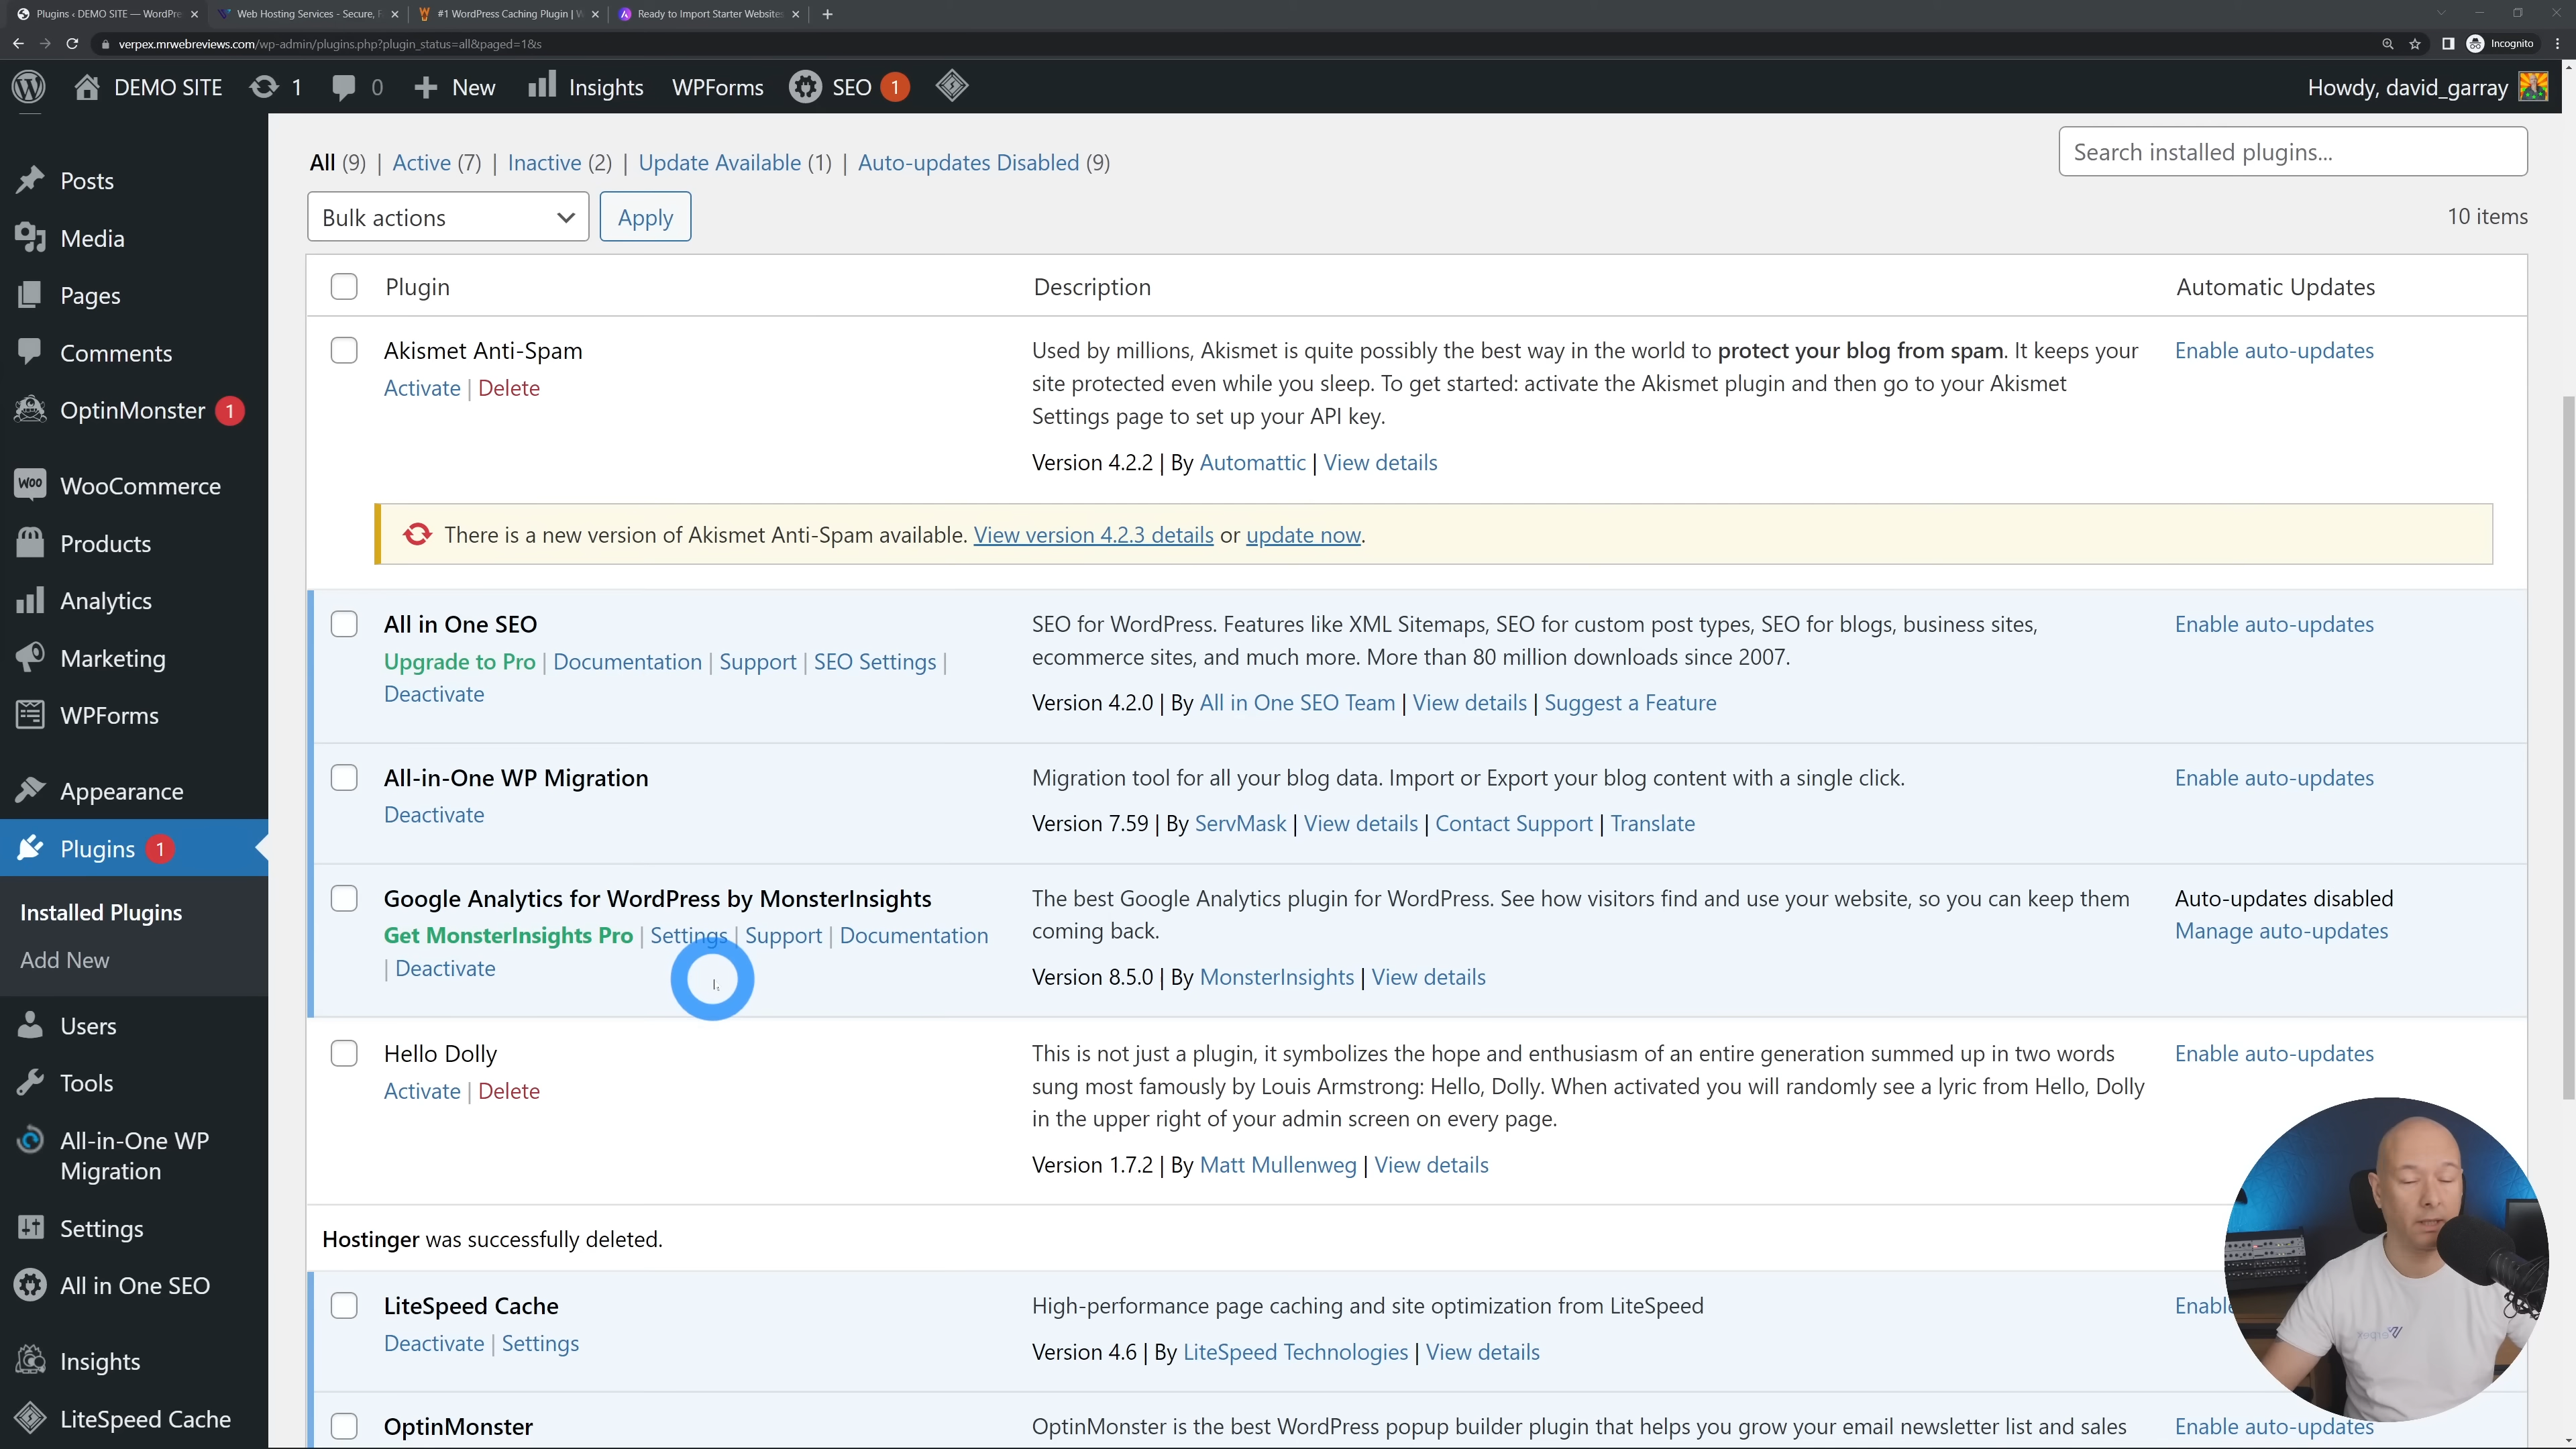 Plugins ‹ DEMO SITE — WordPre
Web Hosting Services - Secure, F
#1 WordPress Caching Plugin | W
Ready to Import Starter Websites
verpex.mrwebreviews.com/wp-admin/plugins.php?plugin_status=all&paged=1&s
Incognito
DEMO SITE
1
0
New
Insights
WPForms
SEO 1
Howdy, david_garray
Posts
Media
Pages
Comments
OptinMonster 1
WooCommerce
Products
Analytics
Marketing
WPForms
Appearance
Plugins 1
Installed Plugins
Add New
Users
Tools
All-in-One WP
Migration
Settings
All in One SEO
Insights
LiteSpeed Cache
All (9) | Active (7) | Inactive (2) | Update Available (1) | Auto-updates Disabled (9)
Search installed plugins...
Bulk actions
Apply
10 items
Plugin
Description
Automatic Updates
Akismet Anti-Spam
Activate | Delete
Used by millions, Akismet is quite possibly the best way in the world to protect your blog from spam. It keeps your
site protected even while you sleep. To get started: activate the Akismet plugin and then go to your Akismet
Settings page to set up your API key.
Version 4.2.2 | By Automattic | View details
Enable auto-updates
There is a new version of Akismet Anti-Spam available. View version 4.2.3 details or update now.
All in One SEO
Upgrade to Pro | Documentation | Support | SEO Settings |
Deactivate
SEO for WordPress. Features like XML Sitemaps, SEO for custom post types, SEO for blogs, business sites,
ecommerce sites, and much more. More than 80 million downloads since 2007.
Version 4.2.0 | By All in One SEO Team | View details | Suggest a Feature
Enable auto-updates
All-in-One WP Migration
Deactivate
Migration tool for all your blog data. Import or Export your blog content with a single click.
Version 7.59 | By ServMask | View details | Contact Support | Translate
Enable auto-updates
Google Analytics for WordPress by MonsterInsights
Get MonsterInsights Pro | Settings | Support | Documentation
| Deactivate
The best Google Analytics plugin for WordPress. See how visitors find and use your website, so you can keep them
coming back.
Version 8.5.0 | By MonsterInsights | View details
Auto-updates disabled
Manage auto-updates
Hello Dolly
Activate | Delete
This is not just a plugin, it symbolizes the hope and enthusiasm of an entire generation summed up in two words
sung most famously by Louis Armstrong: Hello, Dolly. When activated you will randomly see a lyric from Hello, Dolly
in the upper right of your admin screen on every page.
Version 1.7.2 | By Matt Mullenweg | View details
Enable auto-updates
Hostinger was successfully deleted.
LiteSpeed Cache
Deactivate | Settings
High-performance page caching and site optimization from LiteSpeed
Version 4.6 | By LiteSpeed Technologies | View details
OptinMonster
OptinMonster is the best WordPress popup builder plugin that helps you grow your email newsletter list and sales
Enable auto-updates